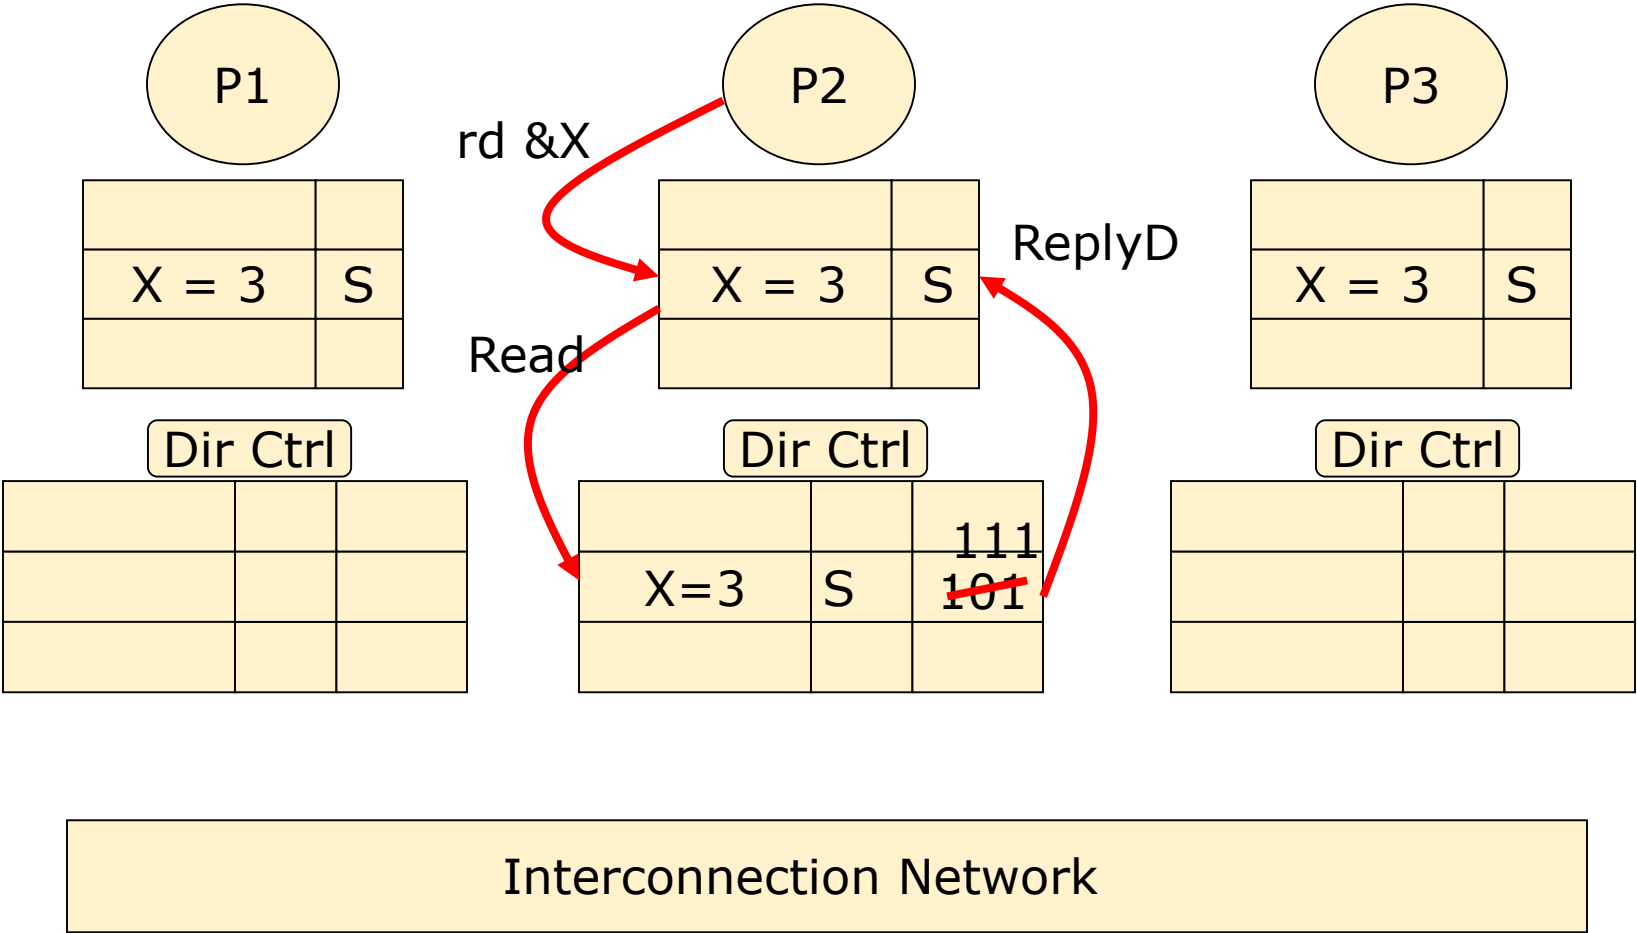 P1
P2
P3
rd &X
ReplyD
X = 3 S
X = 3 S
X = 3 S
Read
Dir Ctrl
Dir Ctrl
Dir Ctrl
111
X=3 S 101
Interconnection Network